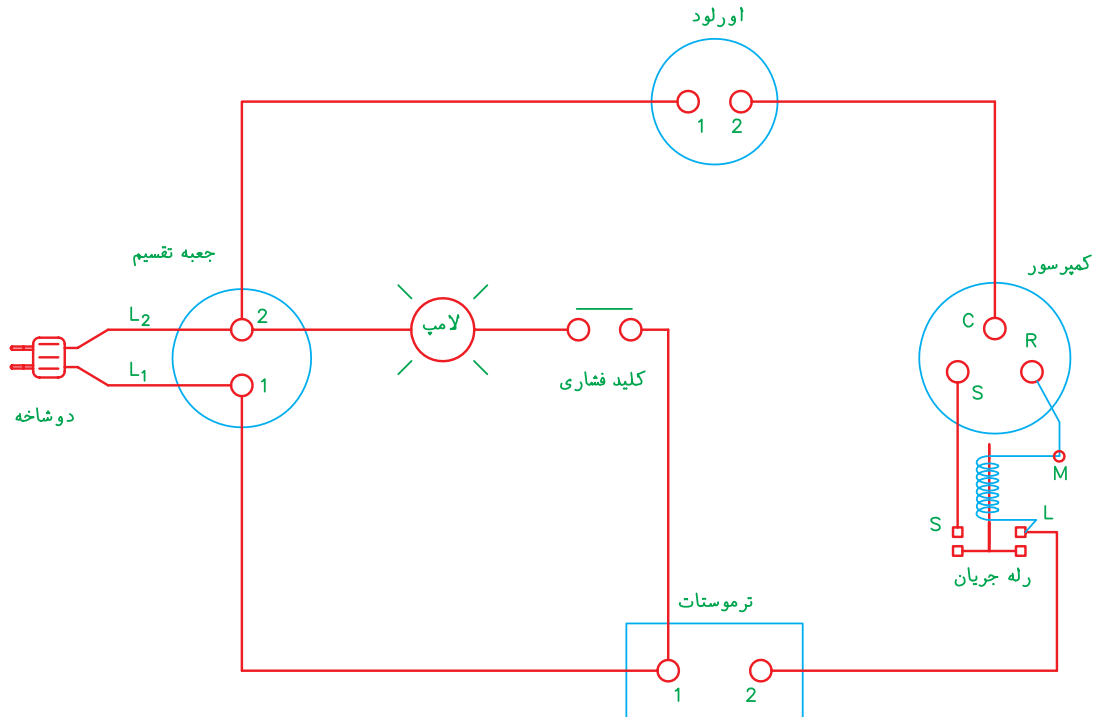 اورلود
1
2
جعبه تقسیم
کمپرسور
L2
2
لامپ
C
R
L1
1
کلید فشاری
S
دوشاخه
M
S
L
رله جریان
ترموستات
1
2